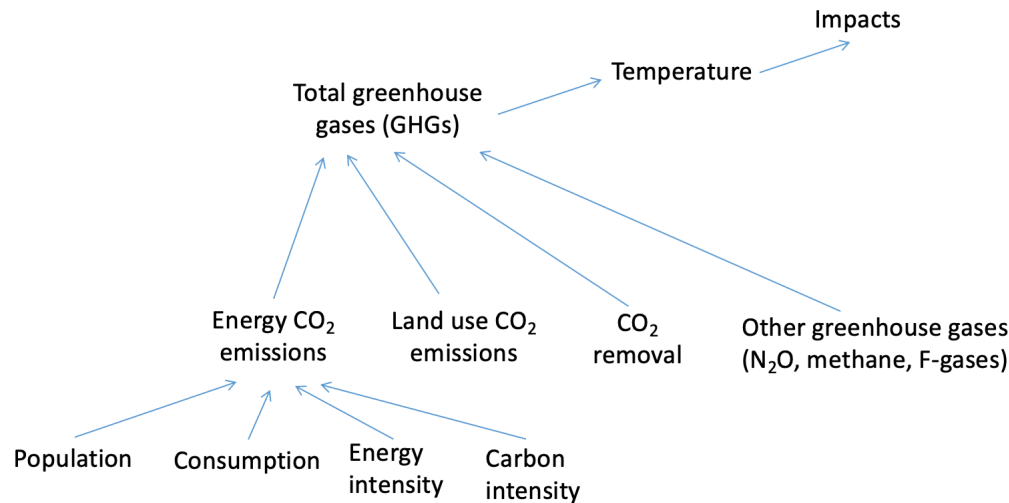 Impacts
Temperature
Total greenhouse
gases (GHGs)
Energy CO₂
emissions
Land use CO₂
emissions
CO₂
removal
Other greenhouse gases
(N₂O, methane, F-gases)
Population
Consumption
Energy
intensity
Carbon
intensity